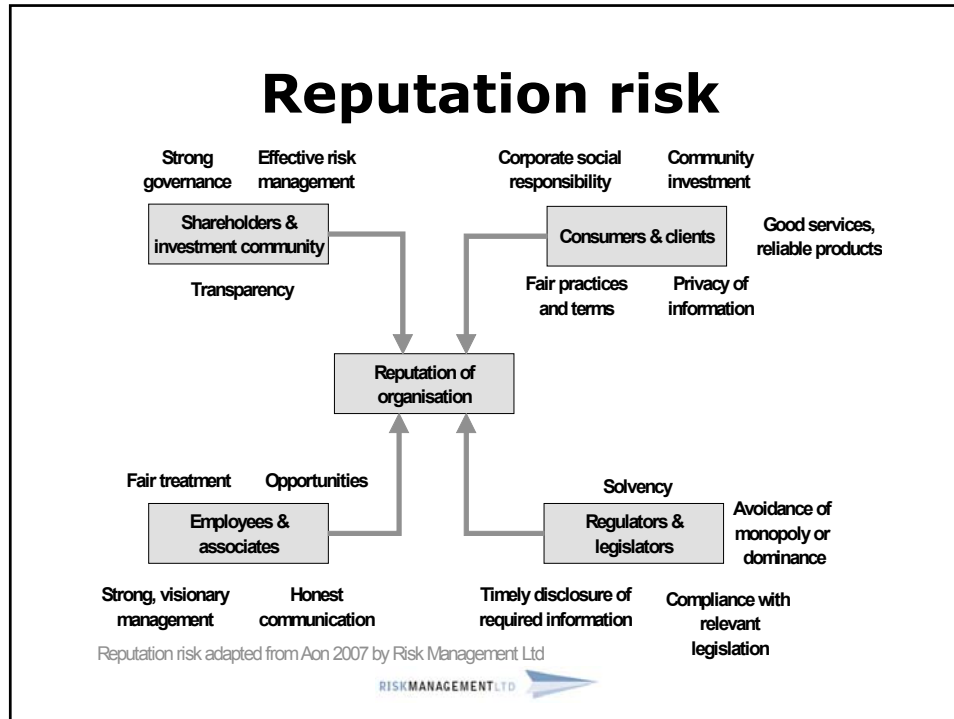 Reputation risk
Strong
governance
Effective risk
management
Shareholders &
investment community
Transparency
Corporate social
responsibility
Community
investment
Consumers & clients
Good services,
reliable products
Fair practices
and terms
Privacy of
information
Reputation of
organisation
Fair treatment
Opportunities
Employees &
associates
Strong, visionary
management
Honest
communication
Solvency
Regulators &
legislators
Avoidance of
monopoly or
dominance
Timely disclosure of
required information
Compliance with
relevant
legislation
Reputation risk adapted from Aon 2007 by Risk Management Ltd
RISKMANAGEMENTLTD